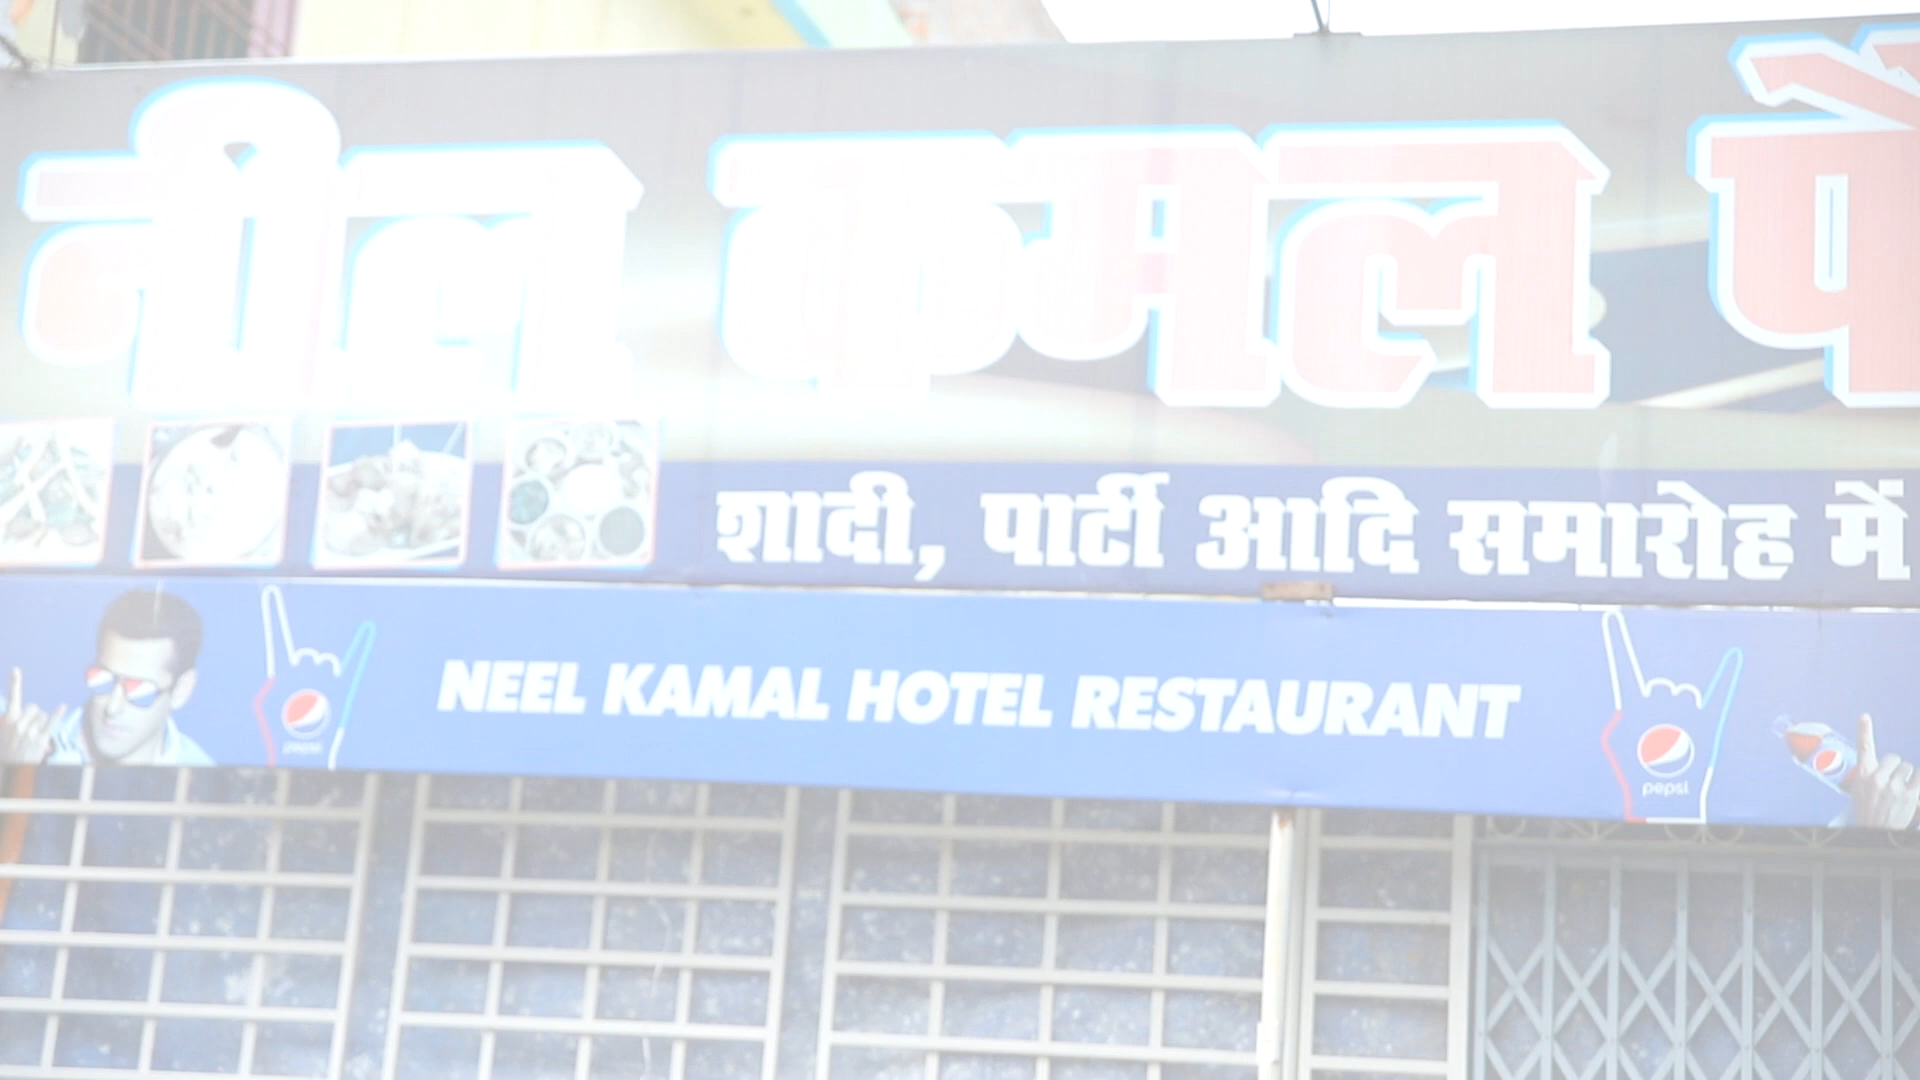 नील कमल
शादी, पार्टी आदि समारोह में
NEEL KAMAL HOTEL RESTAURANT
pepsi
pepsi